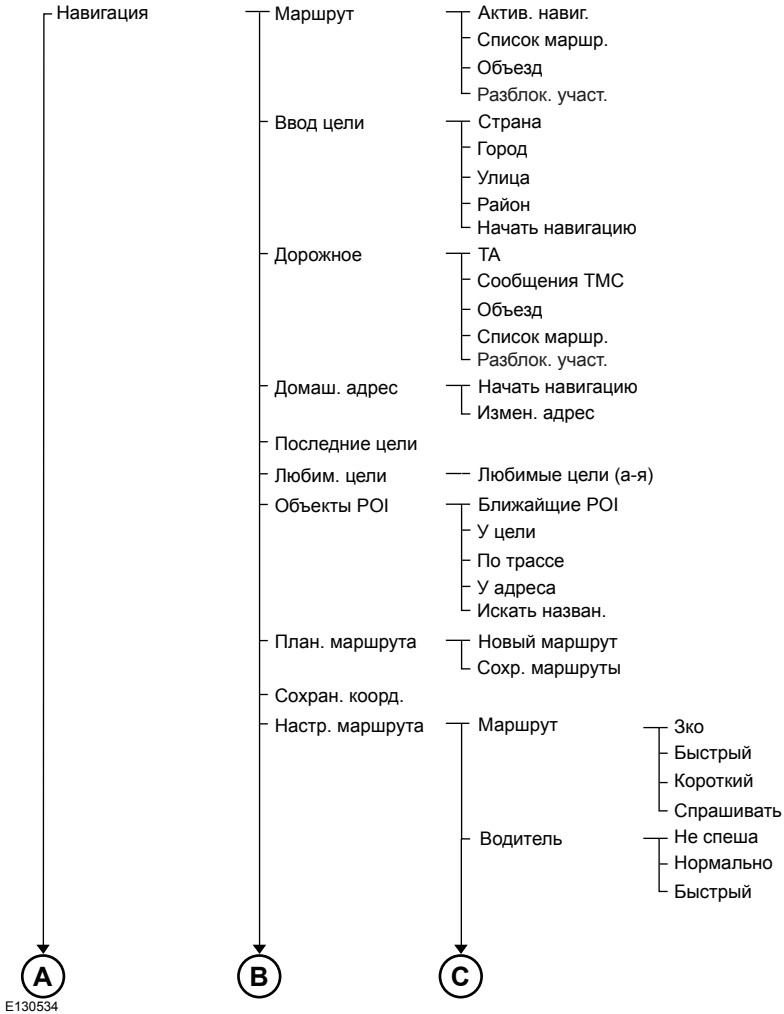 Навигация
Маршрут
Актив. навиг.
Список маршр.
Объезд
Разблок. участ.
Ввод цели
Страна
Город
Улица
Район
Начать навигацию
Дорожное
TA
Сообщения TMC
Объезд
Список маршр.
Разблок. участ.
Домаш. адрес
Начать навигацию
Измен. адрес
Последние цели
Любим. цели
Любимые цели (а-я)
Объекты POI
Ближайщие POI
У цели
По трассе
У адреса
Искать назван.
План. маршрута
Новый маршрут
Сохр. маршруты
Сохран. коорд.
Настр. маршрута
Маршрут
Зко
Быстрый
Короткий
Спрашивать
Водитель
Не спеша
Нормально
Быстрый
A
B
C
E130534